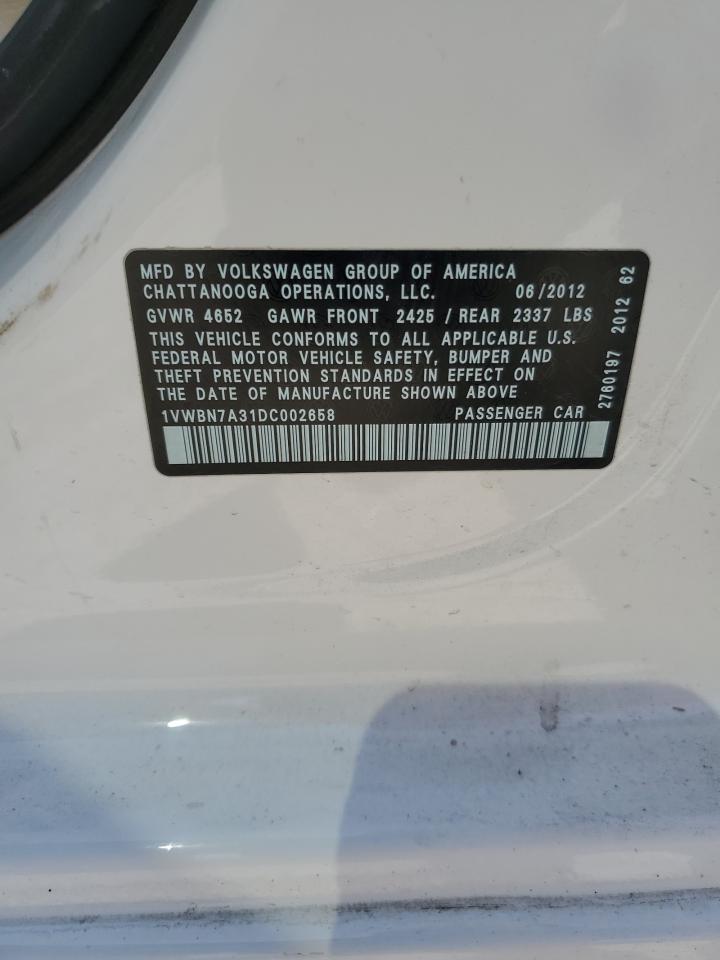 MFD BY VOLKSWAGEN GROUP OF AMERICA
CHATTANOOGA OPERATIONS, LLC. 06/2012
GVWR 4652 GAWR FRONT 2425 / REAR 2337 LBS
THIS VEHICLE CONFORMS TO ALL APPLICABLE U.S.
FEDERAL MOTOR VEHICLE SAFETY, BUMPER AND
THEFT PREVENTION STANDARDS IN EFFECT ON
THE DATE OF MANUFACTURE SHOWN ABOVE
1VWBN7A31DC002658 PASSENGER CAR
2760197 2012 62